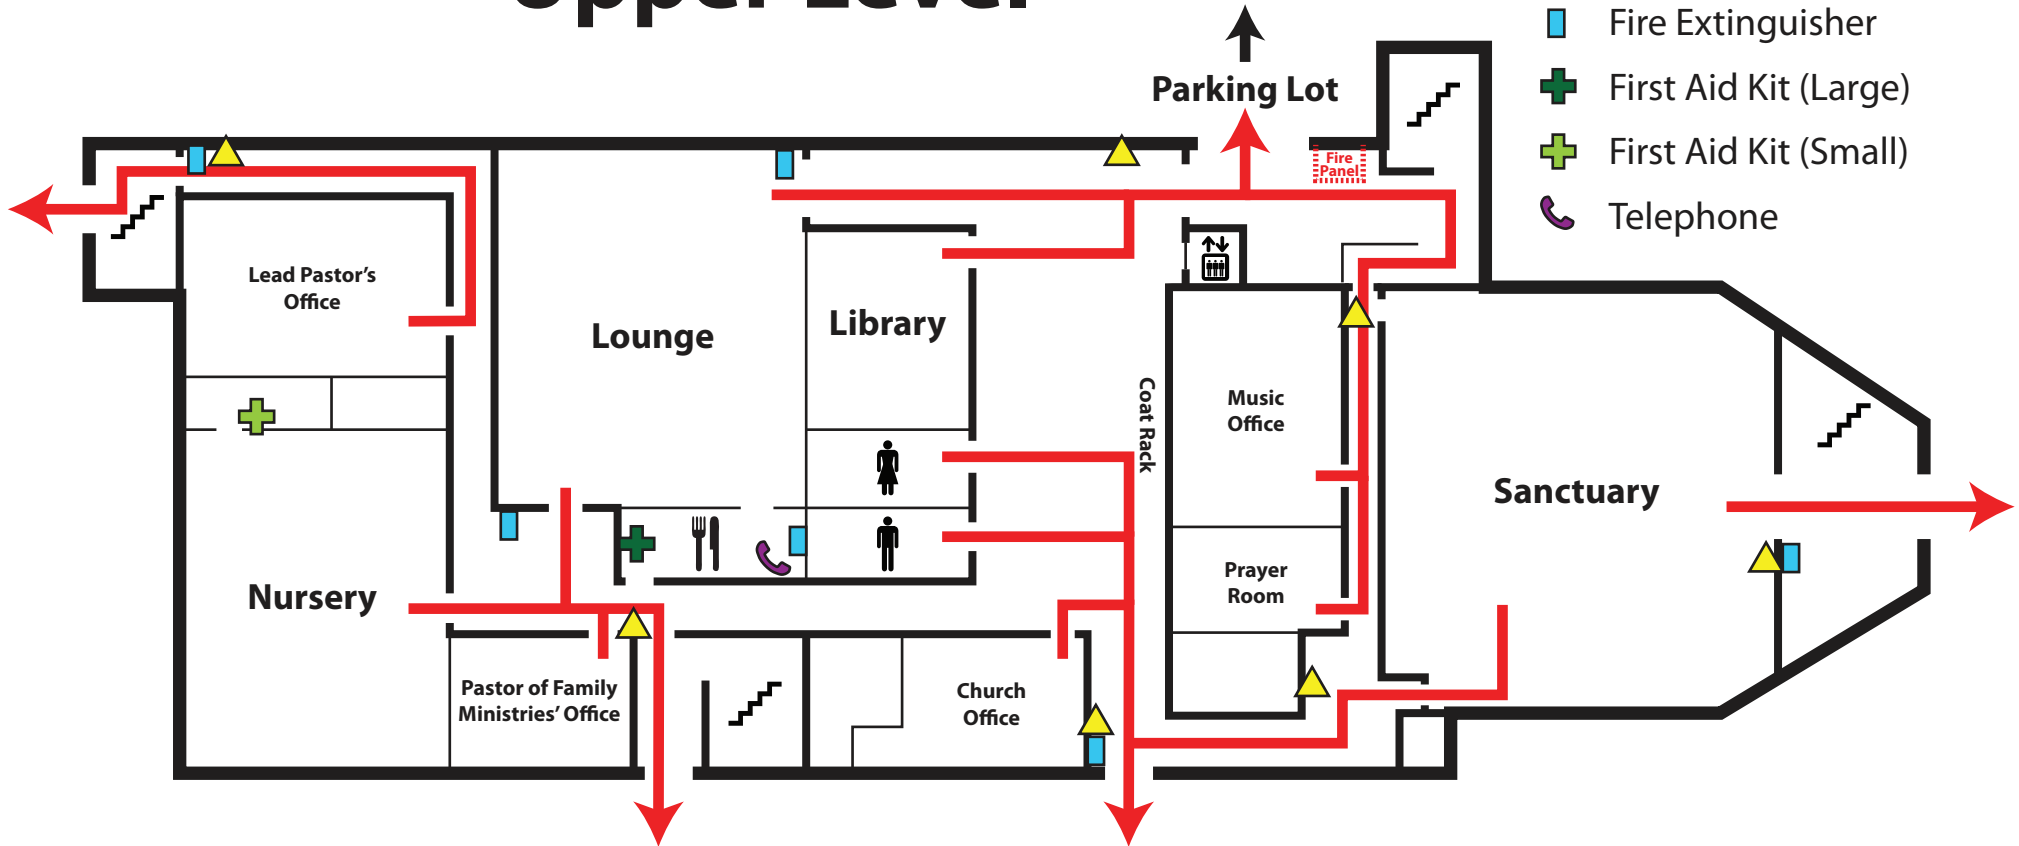 Upper Level
Fire Extinguisher
First Aid Kit (Large)
First Aid Kit (Small)
Telephone
Parking Lot
Fire
Panel
Lead Pastor's
Office
Lounge
Library
Coat Rack
Music
Office
Sanctuary
Nursery
Prayer
Room
Pastor of Family
Ministries' Office
Church
Office